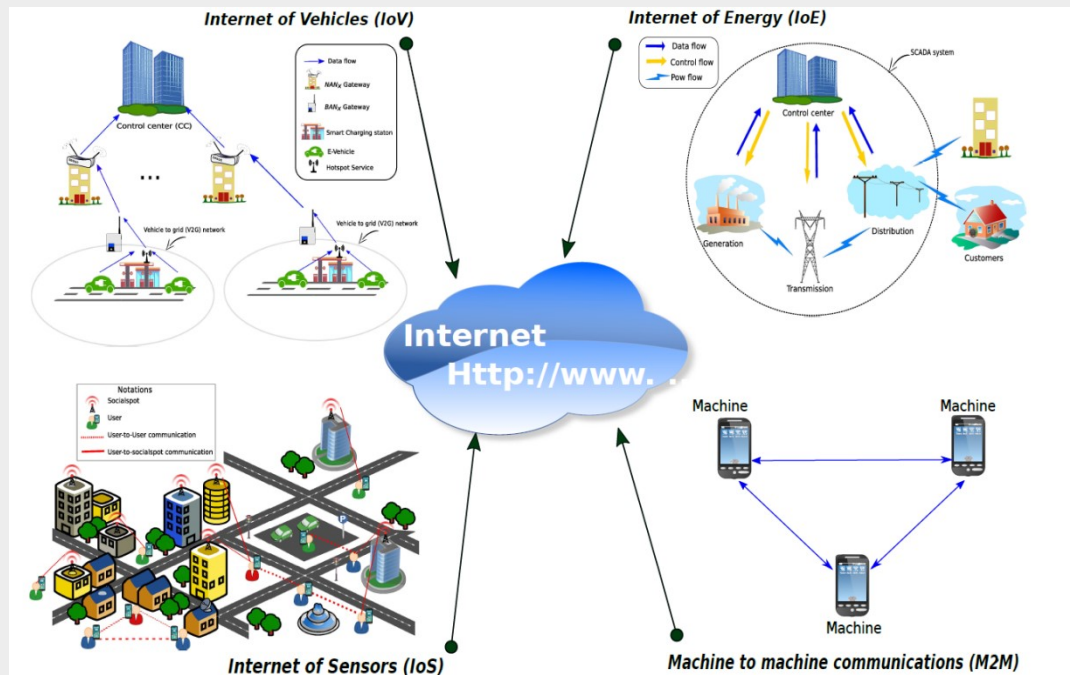 Internet of Vehicles (IoV)
Data flow
NANx Gateway
BANx Gateway
Smart Charging staton
E-Vehicle
Hotspot Service
Control center (CC)
...
Vehicle to grid (V2G) network
Vehicle to grid (V2G) network
Internet of Energy (IoE)
Data flow
Control flow
Pow flow
SCADA system
Control center
Generation
Distribution
Transmission
Customers
Internet
Http://www. ...
Notations
Socialspot
User
User-to-User communication
User-to-socialspot communication
P
Internet of Sensors (IoS)
Machine
Machine
Machine
Machine to machine communications (M2M)